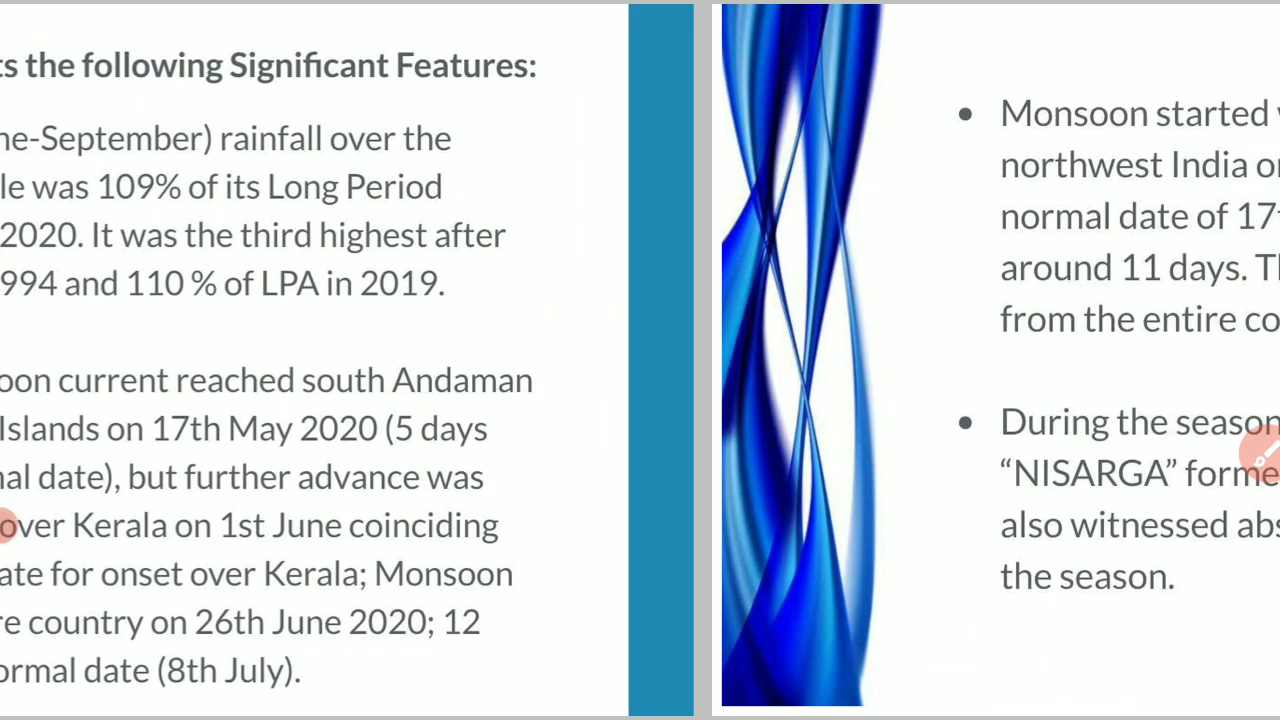 ts the following Significant Features:
ne-September) rainfall over the
le was 109% of its Long Period
2020. It was the third highest after
994 and 110 % of LPA in 2019.
oon current reached south Andaman
Islands on 17th May 2020 (5 days
nal date), but further advance was
over Kerala on 1st June coinciding
ate for onset over Kerala; Monsoon
re country on 26th June 2020; 12
ormal date (8th July).
• Monsoon started
northwest India on
normal date of 17
around 11 days. Th
from the entire co
• During the season
“NISARGA” forme
also witnessed abs
the season.